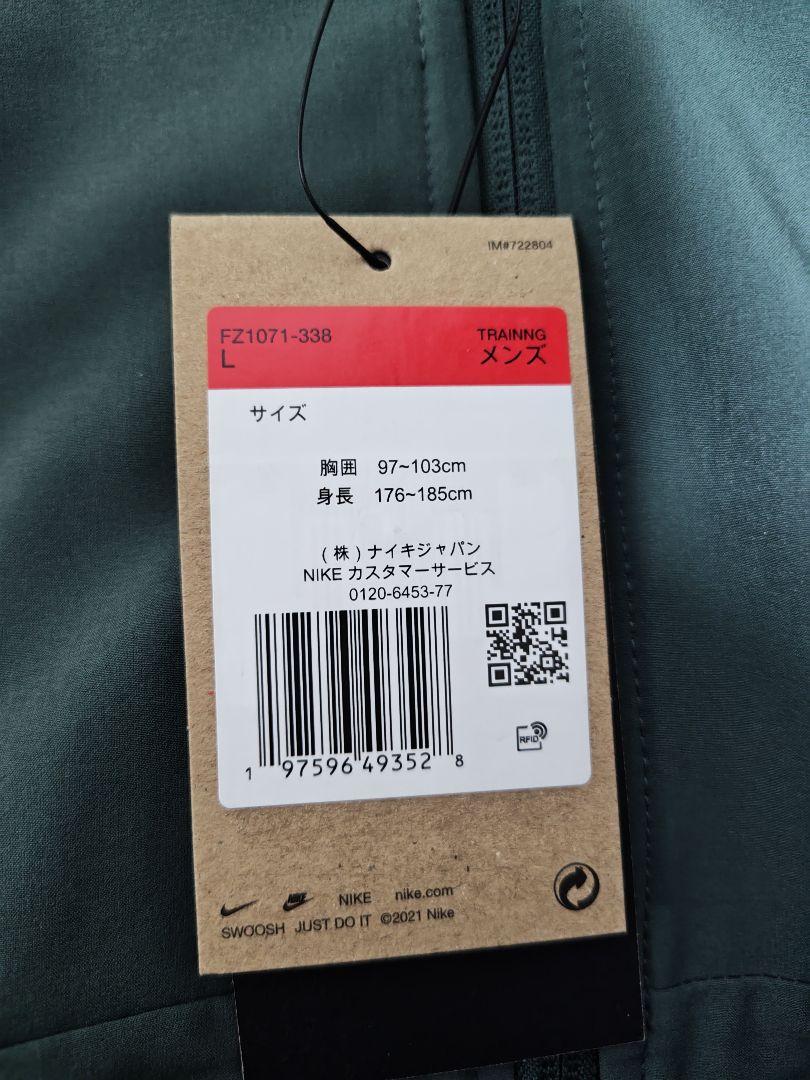 IM#722804
FZ1071-338
L
TRAINNG
メンズ
サイズ
胸囲 97~103cm
身長 176~185cm
(株)ナイキジャパン
NIKE カスタマーサービス
0120-6453-77
RFID
1 97596 49352 8
NIKE NIKE nike.com
SWOOSH JUST DO IT ©2021 Nike